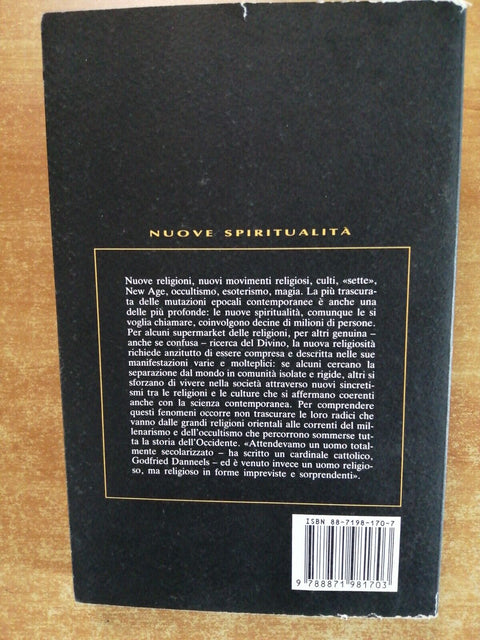 NUOVE SPIRITUALITÀ
Nuove religioni, nuovi movimenti religiosi, culti, «sette»,
New Age, occultismo, esoterismo, magia. La più trascura-
ta delle mutazioni epocali contemporanee è anche una
delle più profonde: le nuove spiritualità, comunque le si
voglia chiamare, coinvolgono decine di milioni di persone.
Per alcuni supermarket delle religioni, per altri genuina –
anche se confusa – ricerca del Divino, la nuova religiosità
richiede anzitutto di essere compresa e descritta nelle sue
manifestazioni varie e molteplici: se alcuni cercano la
separazione dal mondo in comunità isolate e rigide, altri si
sforzano di vivere nella società attraverso nuovi sincretis-
mi tra le religioni e le culture che si affermano coerenti
anche con la scienza contemporanea. Per comprendere
questi fenomeni occorre non trascurare le loro radici che
vanno dalle grandi religioni orientali alle correnti del mil-
lenarismo e dell'occultismo che percorrono sommerse tut-
ta la storia dell'Occidente. «Attendevamo un uomo total-
mente secolarizzato – ha scritto un cardinale cattolico,
Godfried Danneels – ed è venuto invece un uomo religio-
so, ma religioso in forme impreviste e sorprendenti».
ISBN 88-7198-170-7
9 788871 981703